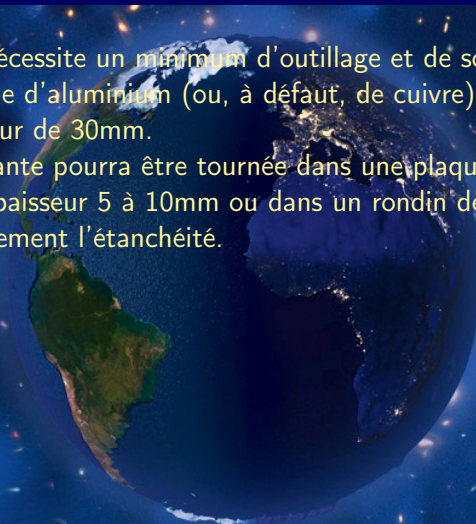 écessite un minimum d'outillage et de so
e d'aluminium (ou, à défaut, de cuivre)
ur de 30mm.
ante pourra être tournée dans une plaqu
paisseur 5 à 10mm ou dans un rondin de
ement l'étanchéité.